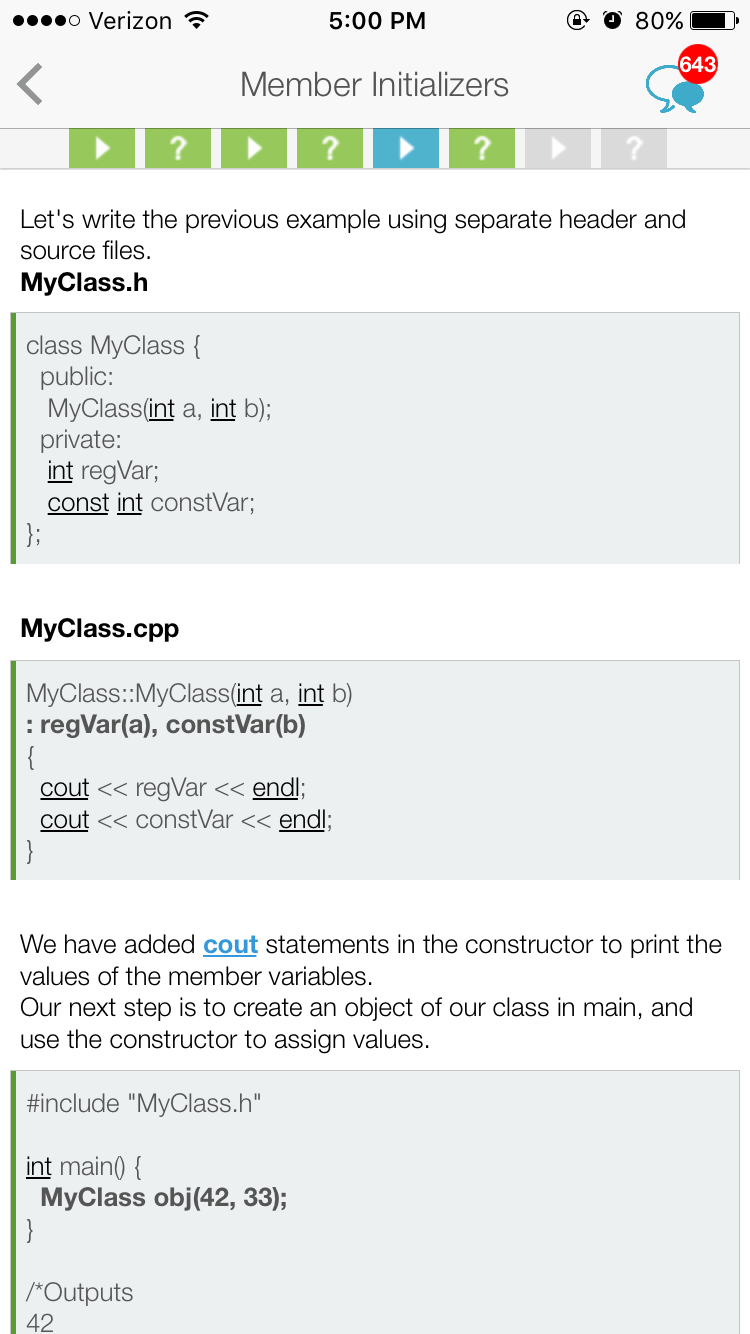 Verizon 5:00 PM 80%
Member Initializers 643
? ? ? ?
Let's write the previous example using separate header and
source files.
MyClass.h
class MyClass {
public:
MyClass(int a, int b);
private:
int regVar;
const int constVar;
};
MyClass.cpp
MyClass::MyClass(int a, int b)
: regVar(a), constVar(b)
{
cout << regVar << endl;
cout << constVar << endl;
}
We have added cout statements in the constructor to print the
values of the member variables.
Our next step is to create an object of our class in main, and
use the constructor to assign values.
#include "MyClass.h"
int main() {
MyClass obj(42, 33);
}
/*Outputs
42